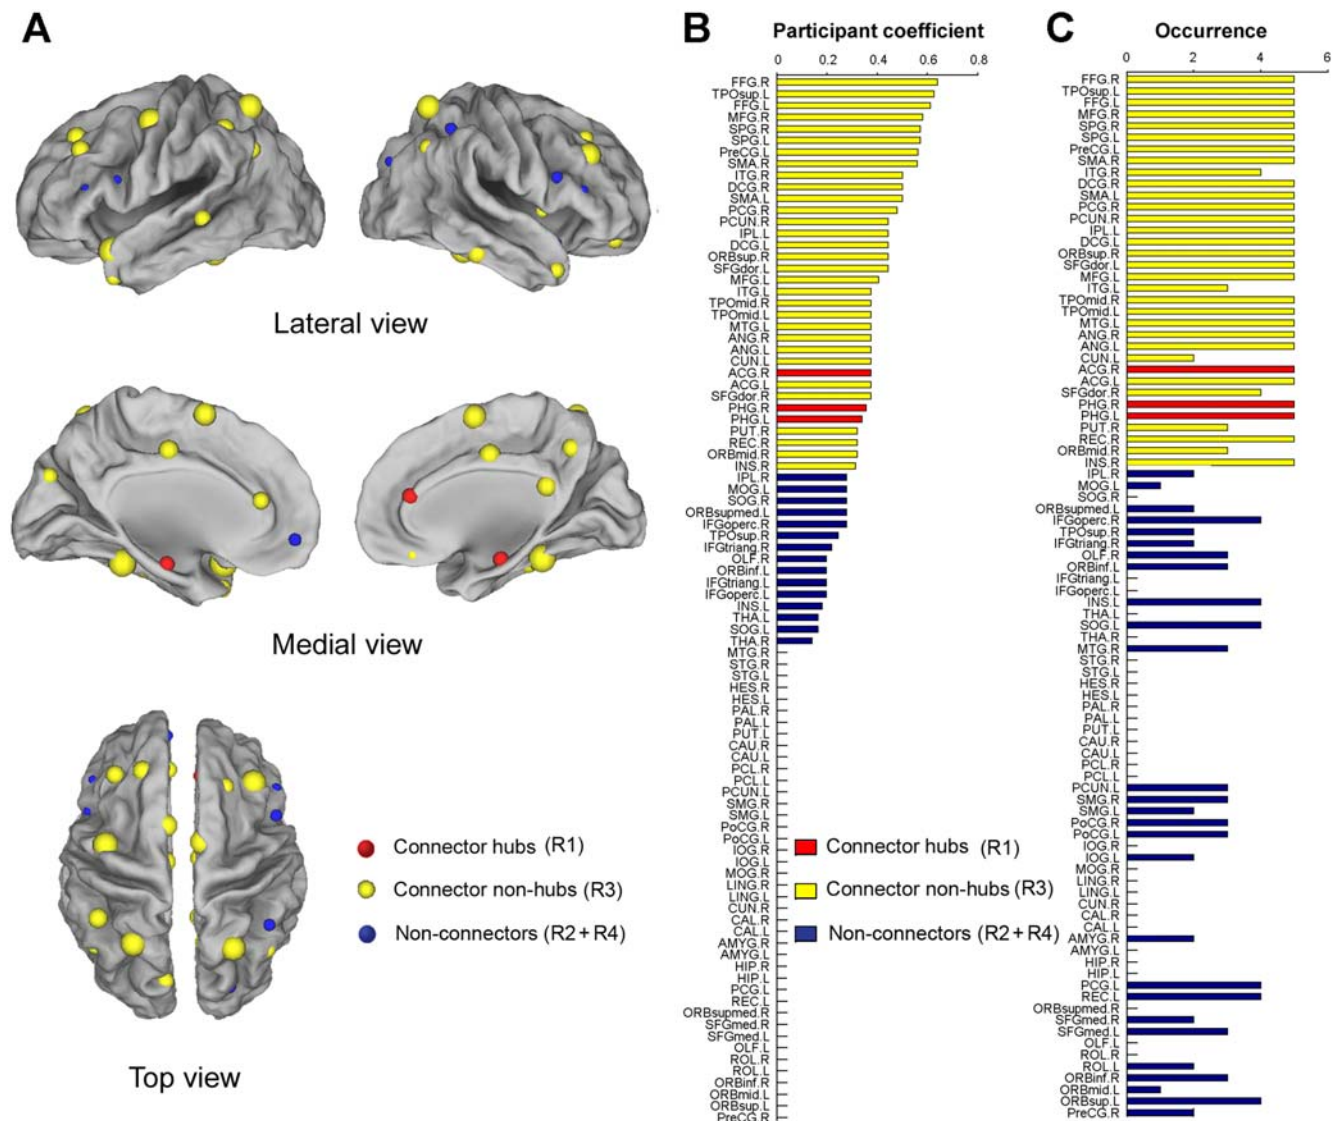 A
Lateral view
Medial view
Top view
Connector hubs (R1)
Connector non-hubs (R3)
Non-connectors (R2+R4)
B
Participant coefficient
0 0.2 0.4 0.6 0.8
FFG.R
TPOsup.L
FFG.L
MFG.R
SPG.R
SPG.L
PreCG.L
SMA.R
ITG.R
DCG.R
SMA.L
PCG.R
PCUN.R
IPL.L
DCG.L
ORBsup.R
SFGdor.L
MFG.L
ITG.L
TPOmid.R
TPOmid.L
MTG.L
ANG.R
ANG.L
CUN.L
ACG.R
ACG.L
SFGdor.R
PHG.R
PHG.L
PUT.R
REC.R
ORBmid.R
INS.R
IPL.R
MOG.L
SOG.R
ORBsupmed.L
IFGoperc.R
TPOsup.R
IFGtriang.R
OLF.R
ORBinf.L
IFGtriang.L
IFGoperc.L
INS.L
THA.L
SOG.L
THA.R
MTG.R
STG.R
STG.L
HES.R
HES.L
PAL.R
PAL.L
PUT.L
CAU.R
CAU.L
PCL.R
PCL.L
PCUN.L
SMG.R
SMG.L
PoCG.R
PoCG.L
IOG.R
IOG.L
MOG.R
LING.R
LING.L
CUN.R
CAL.R
CAL.L
AMYG.R
AMYG.L
HIP.R
HIP.L
PCG.L
REC.L
ORBsupmed.R
SFGmed.R
SFGmed.L
OLF.L
ROL.R
ROL.L
ORBinf.R
ORBmid.L
ORBsup.L
PreCG.R
Connector hubs (R1)
Connector non-hubs (R3)
Non-connectors (R2+R4)
C
Occurrence
0 2 4 6
FFG.R
TPOsup.L
FFG.L
MFG.R
SPG.R
SPG.L
PreCG.L
SMA.R
ITG.R
DCG.R
SMA.L
PCG.R
PCUN.R
IPL.L
DCG.L
ORBsup.R
SFGdor.L
MFG.L
ITG.L
TPOmid.R
TPOmid.L
MTG.L
ANG.R
ANG.L
CUN.L
ACG.R
ACG.L
SFGdor.R
PHG.R
PHG.L
PUT.R
REC.R
ORBmid.R
INS.R
IPL.R
MOG.L
SOG.R
ORBsupmed.L
IFGoperc.R
TPOsup.R
IFGtriang.R
OLF.R
ORBinf.L
IFGtriang.L
IFGoperc.L
INS.L
THA.L
SOG.L
THA.R
MTG.R
STG.R
STG.L
HES.R
HES.L
PAL.R
PAL.L
PUT.L
CAU.R
CAU.L
PCL.R
PCL.L
PCUN.L
SMG.R
SMG.L
PoCG.R
PoCG.L
IOG.R
IOG.L
MOG.R
LING.R
LING.L
CUN.R
CAL.R
CAL.L
AMYG.R
AMYG.L
HIP.R
HIP.L
PCG.L
REC.L
ORBsupmed.R
SFGmed.R
SFGmed.L
OLF.L
ROL.R
ROL.L
ORBinf.R
ORBmid.L
ORBsup.L
PreCG.R